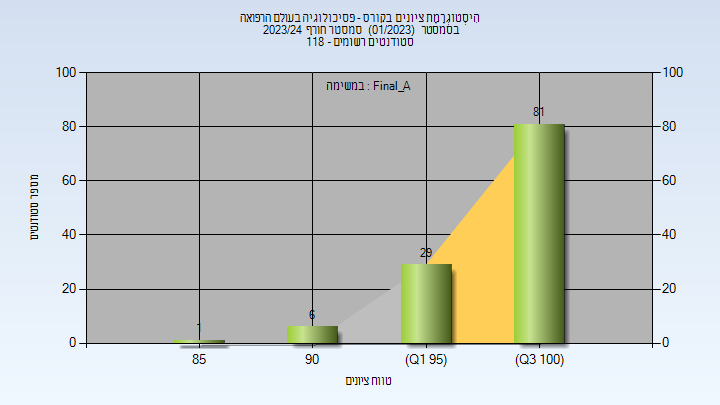 היסטוגרמת ציונים בקורס - פסיכולוגיה בעולם הרפואה
בסמסטר (01/2023) סמסטר חורף 2023/24
סטודנטים רשומים - 118
במשימה : Final_A
100 100
81
80 80
60 60
40 40
29
20 20
6
1
0 0
85 90 (Q1 95) (Q3 100)
מספר סטודנטים
טווח ציונים